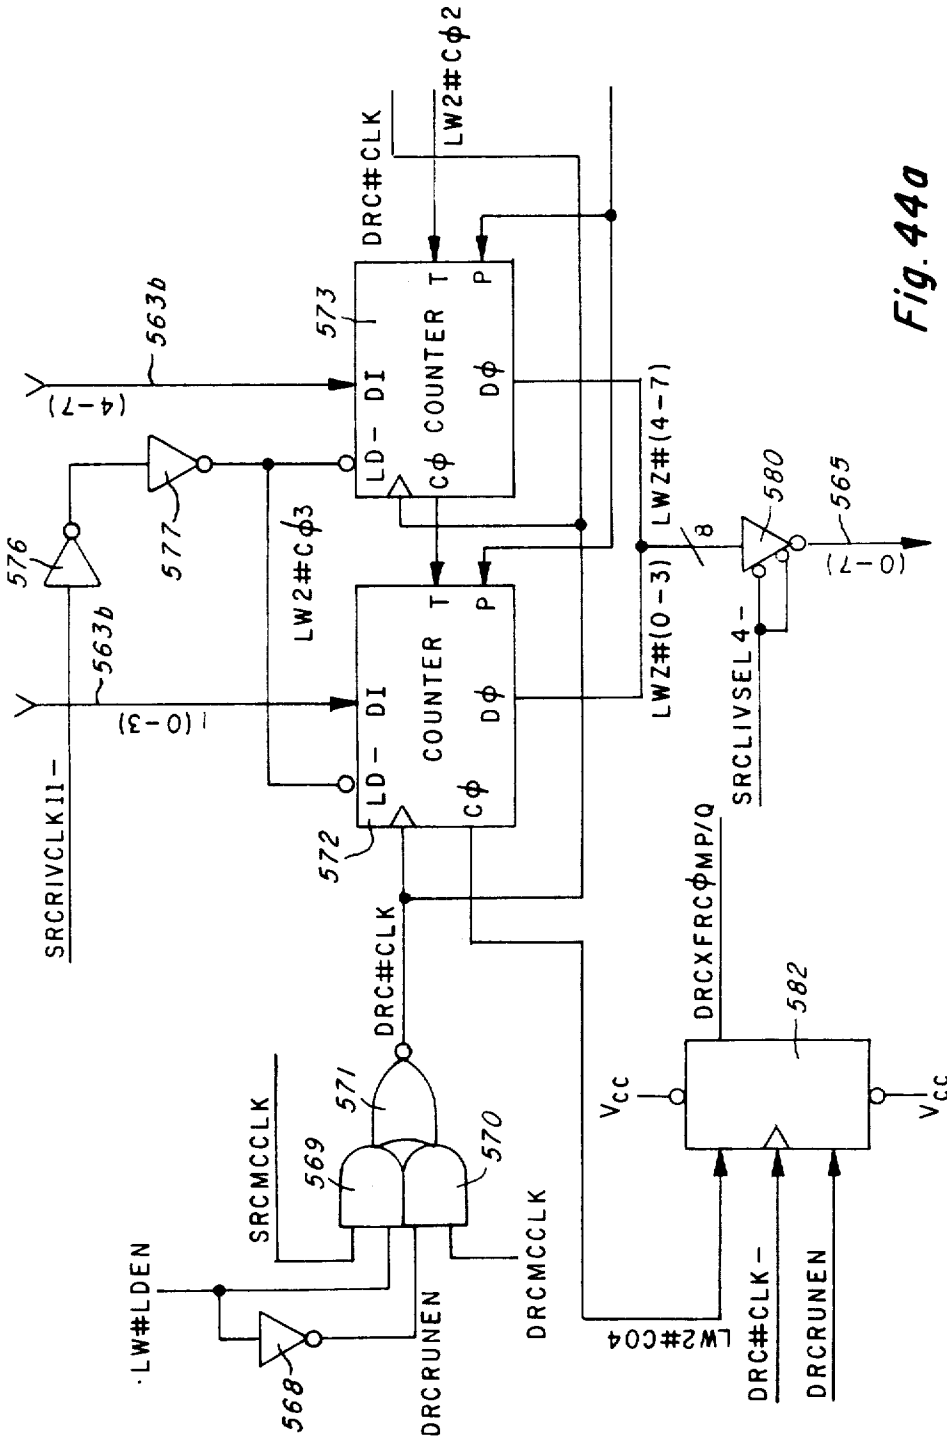 SRCRIVCLK11-
576
577
563b
(0-3)
563b
(4-7)
LW2#CΦ3
·LW#LDEN
568
SRCMCCLK
569
571
570
DRCRUNEN
DRCMCCLK
DRC#CLK
572
LD-
DI
COUNTER
T
P
CΦ
DΦ
573
LD-
DI
COUNTER
T
P
CΦ
DΦ
DRC#CLK
LW2#CΦ2
LWZ#(0-3)
LWZ#(4-7)
8
580
SRCLIVSEL4-
565
(0-7)
LW2#C04
DRC#CLK-
DRCRUNEN
Vcc
582
Vcc
DRCXFRCΦMP/Q
Fig. 44a